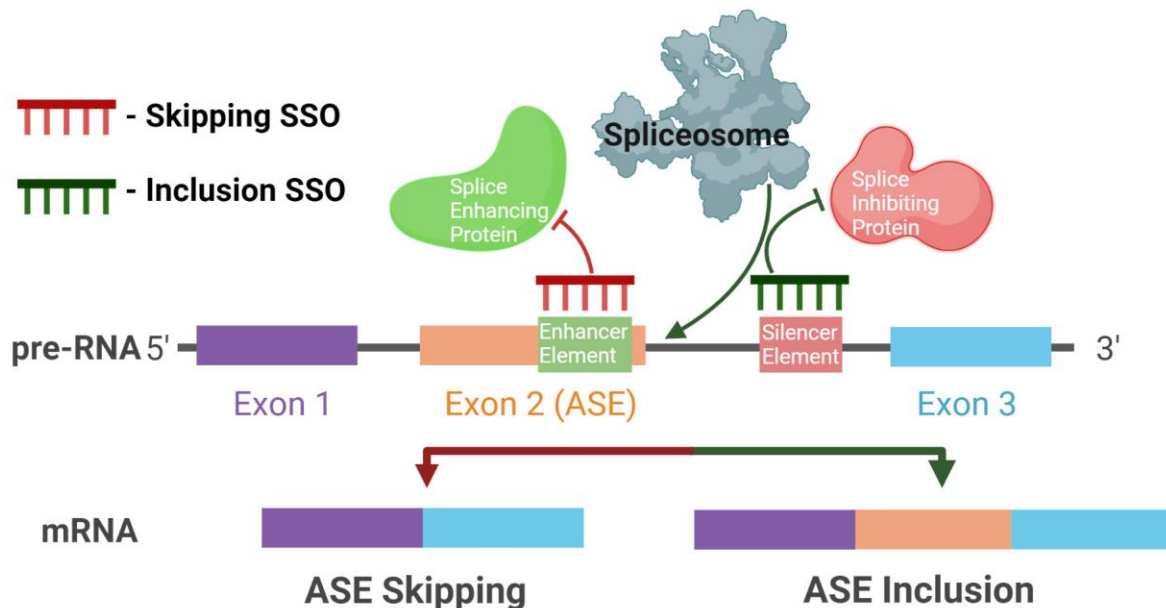 - Skipping SSO
- Inclusion SSO
Spliceosome
Splice
Enhancing
Protein
Splice
Inhibiting
Protein
Enhancer
Element
Silencer
Element
pre-RNA 5'
3'
Exon 1
Exon 2 (ASE)
Exon 3
mRNA
ASE Skipping
ASE Inclusion